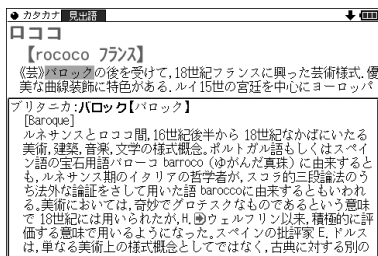 カタカナ 見出語
ロココ
【rococo フランス】
《芸》バロックの後を受けて,18世紀フランスに興った芸術様式.優
美な曲線装飾に特色がある.ルイ15世の宮廷を中心にヨーロッパ
ブリタニカ:バロック【バロック】
[Baroque]
ルネサンスとロココ間,16世紀後半から 18世紀なかばにいたる
美術,建築,音楽,文学の様式概念。ポルトガル語もしくはスペイ
ン語の宝石用語バローコ barroco (ゆがんだ真珠) に由来すると
も,ルネサンス期のイタリアの哲学者が,スコラ的三段論法のう
ち法外な論証をさして用いた語 baroccoに由来するともいわれ
る。美術においては,奇妙でグロテスクなものであるという意味
で 18世紀には用いられたが,H.ウェルフリン以来,積極的に評
価する意味で用いるようになった。スペインの批評家 E.ドルス
は,単なる美術上の様式概念としてではなく,古典に対する別の